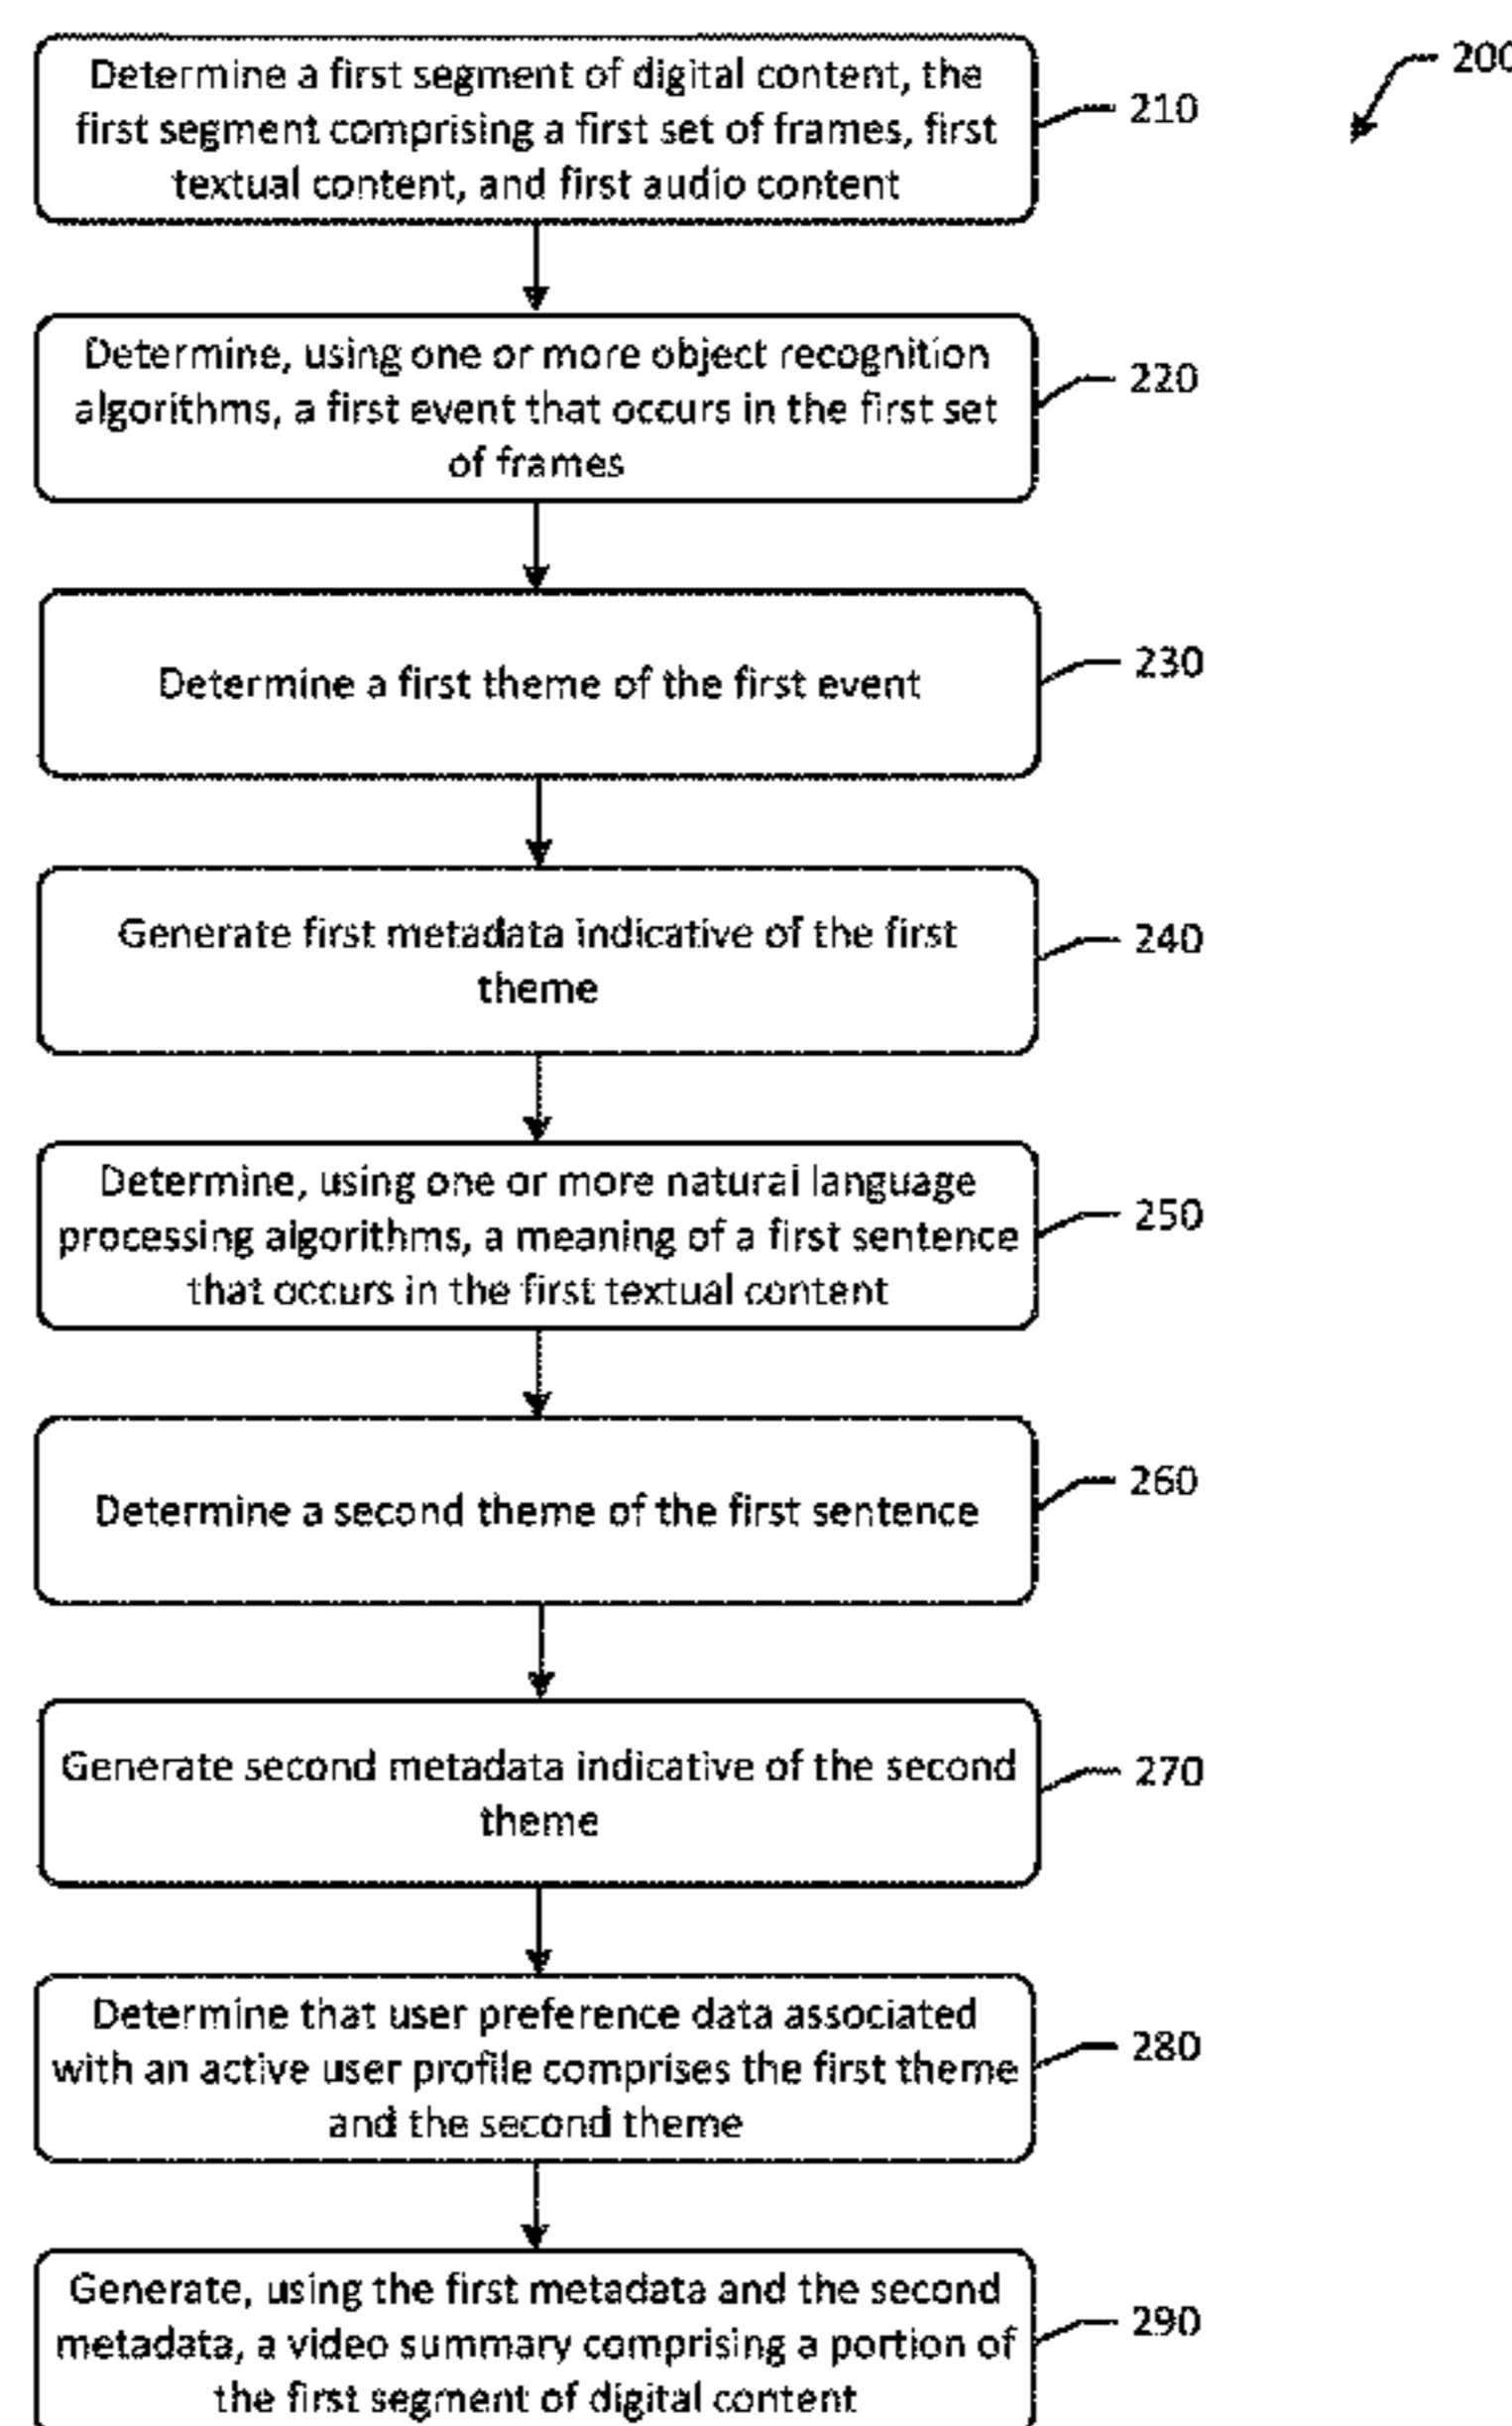 200
Determine a first segment of digital content, the
first segment comprising a first set of frames, first
textual content, and first audio content
210
Determine, using one or more object recognition
algorithms, a first event that occurs in the first set
of frames
220
Determine a first theme of the first event
230
Generate first metadata indicative of the first
theme
240
Determine, using one or more natural language
processing algorithms, a meaning of a first sentence
that occurs in the first textual content
250
Determine a second theme of the first sentence
260
Generate second metadata indicative of the second
theme
270
Determine that user preference data associated
with an active user profile comprises the first theme
and the second theme
280
Generate, using the first metadata and the second
metadata, a video summary comprising a portion of
the first segment of digital content
290